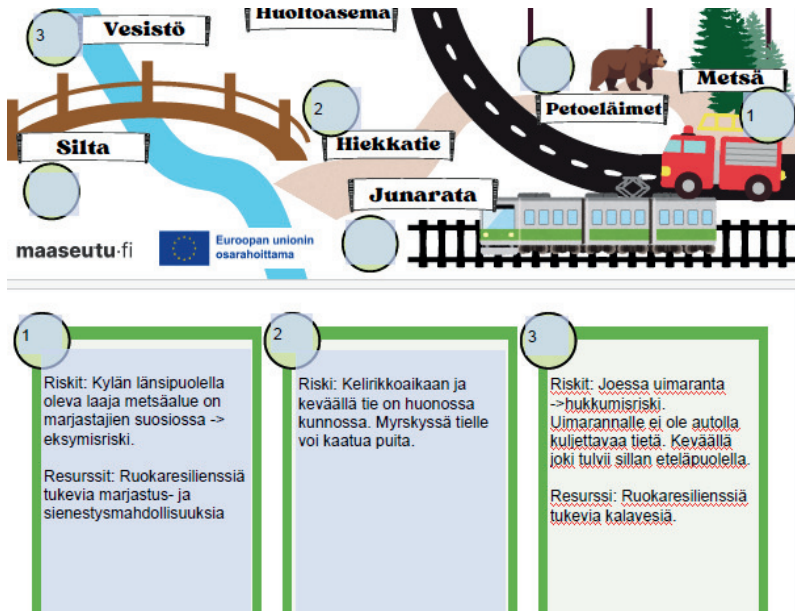 Huoltoasema
3
Vesistö
Metsä
2
Petoeläimet
1
Silta
Hiekkatie
Junarata
maaseutu·fi
Euroopan unionin
osarahoittama
1
Riskit: Kylän länsipuolella
oleva laaja metsäalue on
marjastajien suosiossa ->
eksymisriski.
Resurssit: Ruokaresilienssiä
tukevia marjastus- ja
sienestysmahdollisuuksia
2
Riski: Kelirikkoaikaan ja
keväällä tie on huonossa
kunnossa. Myrskyssä tielle
voi kaatua puita.
3
Riskit: Joessa uimaranta
->hukkumisriski.
Uimarannalle ei ole autolla
kuljettavaa tietä. Keväällä
joki tulvii sillan eteläpuolella.
Resurssi: Ruokaresilienssiä
tukevia kalavesiä.